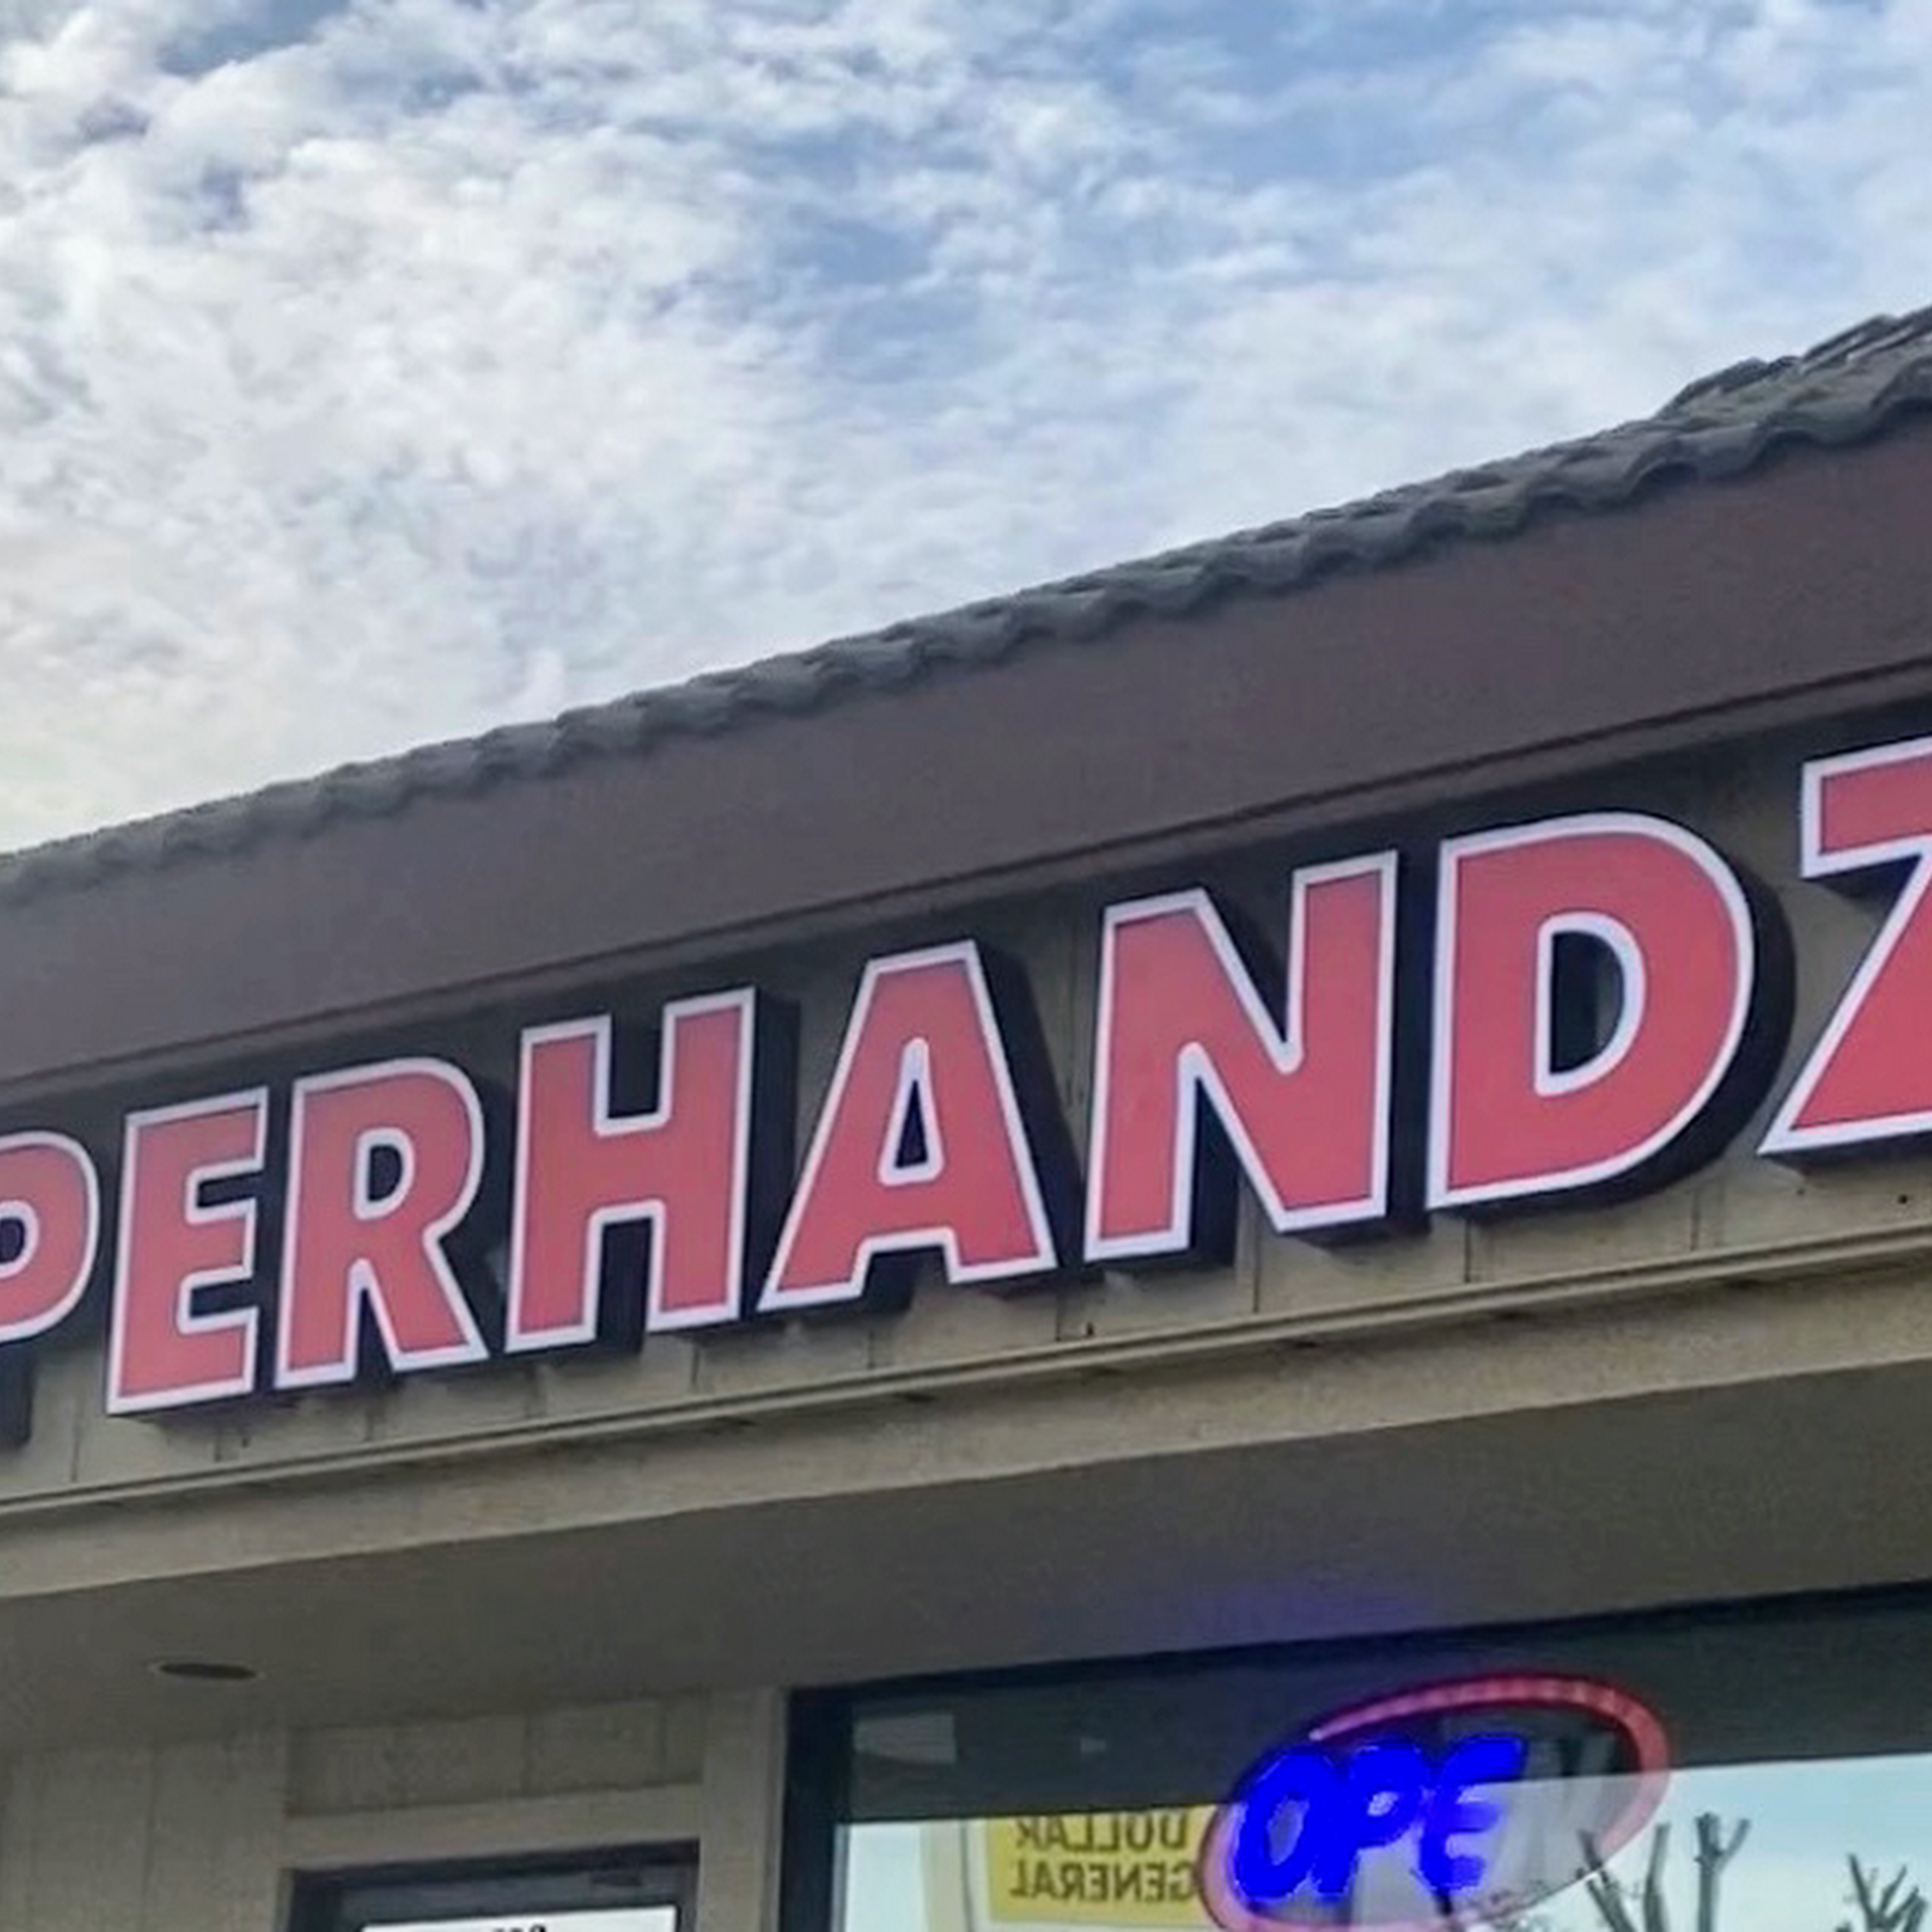 PERHANDZ
OPE
DOLLAR
GENERAL